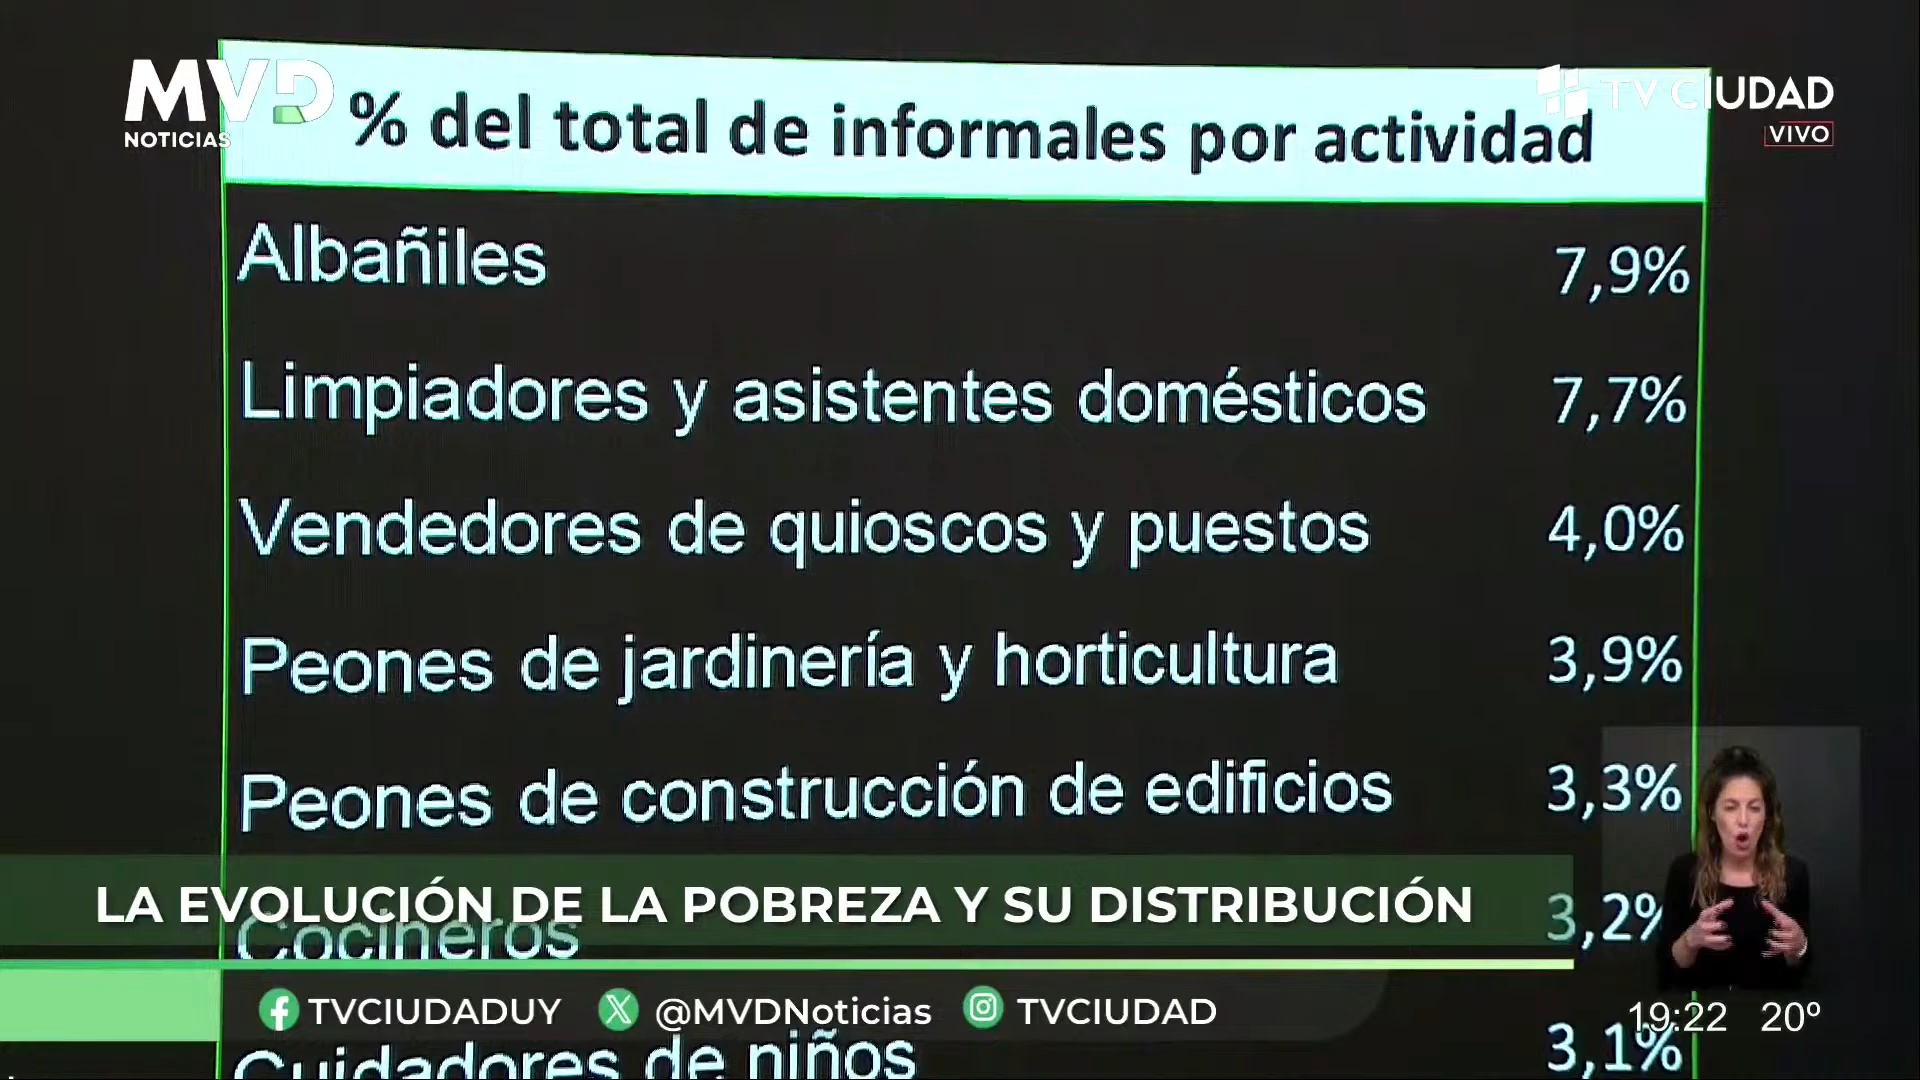 MVD
NOTICIAS
TV CIUDAD
VIVO
% del total de informales por actividad
Albañiles 7,9%
Limpiadores y asistentes domésticos 7,7%
Vendedores de quioscos y puestos 4,0%
Peones de jardinería y horticultura 3,9%
Peones de construcción de edificios 3,3%
Cocineros 3,2%
LA EVOLUCIÓN DE LA POBREZA Y SU DISTRIBUCIÓN
TVCIUDADUY @MVDNoticias TVCIUDAD
19:22 20º
Cuidadores de niños 3,1%